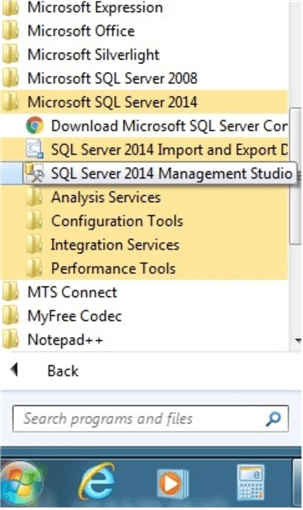 Microsoft Expression
Microsoft Office
Microsoft Silverlight
Microsoft SQL Server 2008
Microsoft SQL Server 2014
Download Microsoft SQL Server Con
SQL Server 2014 Import and Export D
SQL Server 2014 Management Studio
Analysis Services
Configuration Tools
Integration Services
Performance Tools
MTS Connect
MyFree Codec
Notepad++
Back
Search programs and files